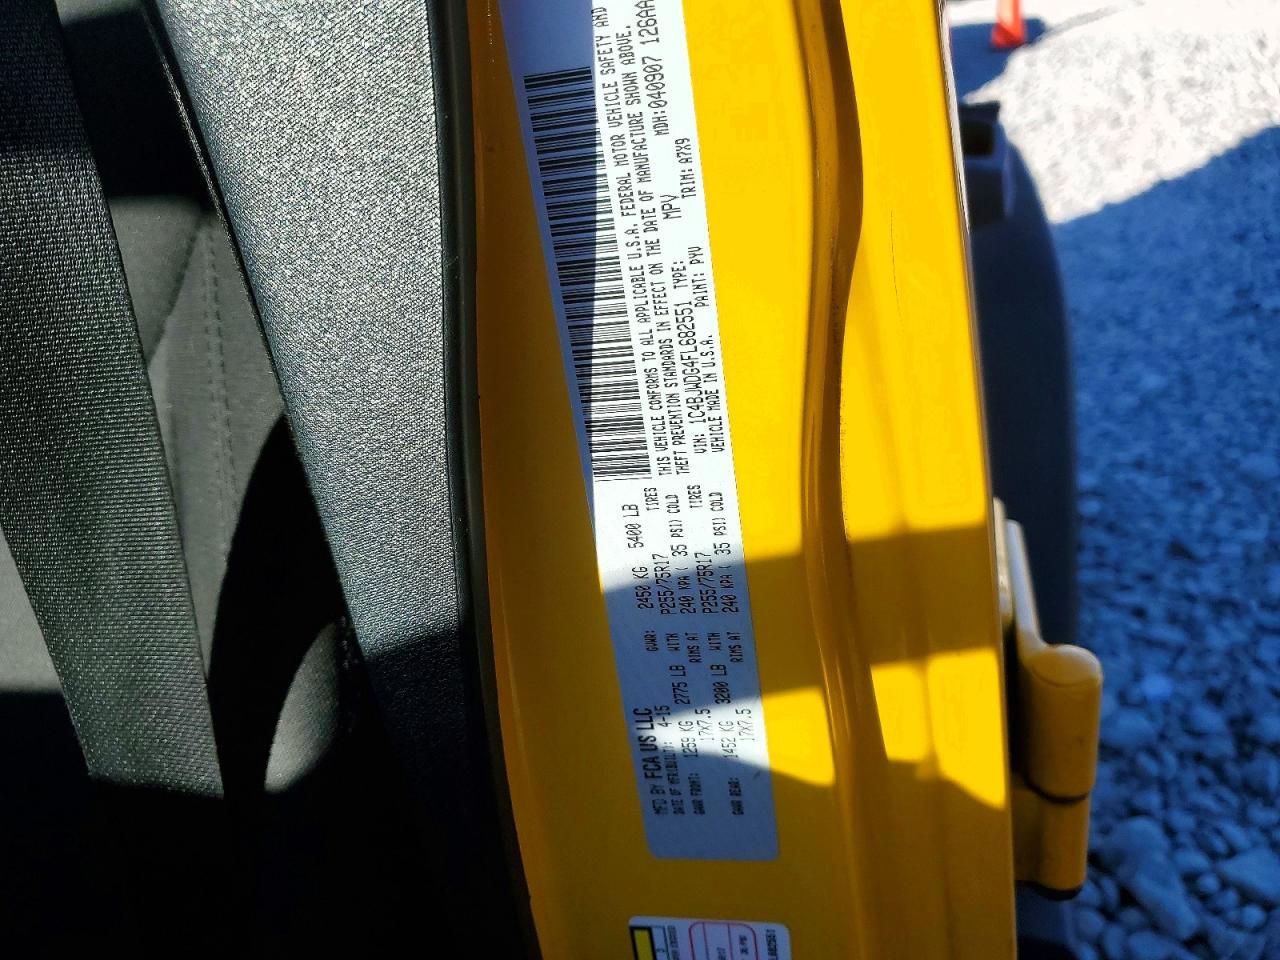 MFD BY FCA US LLC
DATE OF MFR(BUILT): 4-15 GVWR: 2450 KG 5400 LB
GAWR FRONT: 1259 KG 2775 LB WITH P255/75R17 TIRES
17X7.5 RIMS AT 240 KPA ( 35 PSI) COLD
GAWR REAR: 1452 KG 3200 LB WITH P255/75R17 TIRES
17X7.5 RIMS AT 240 KPA ( 35 PSI) COLD
THIS VEHICLE CONFORMS TO ALL APPLICABLE U.S.A. FEDERAL MOTOR VEHICLE SAFETY AND
THEFT PREVENTION STANDARDS IN EFFECT ON THE DATE OF MANUFACTURE SHOWN ABOVE.
VIN: 1C4BJWDG4FL682551 TYPE: MPV MDH:040907 126AA
VEHICLE MADE IN U.S.A. PAINT: PYV TRIM: A7X9